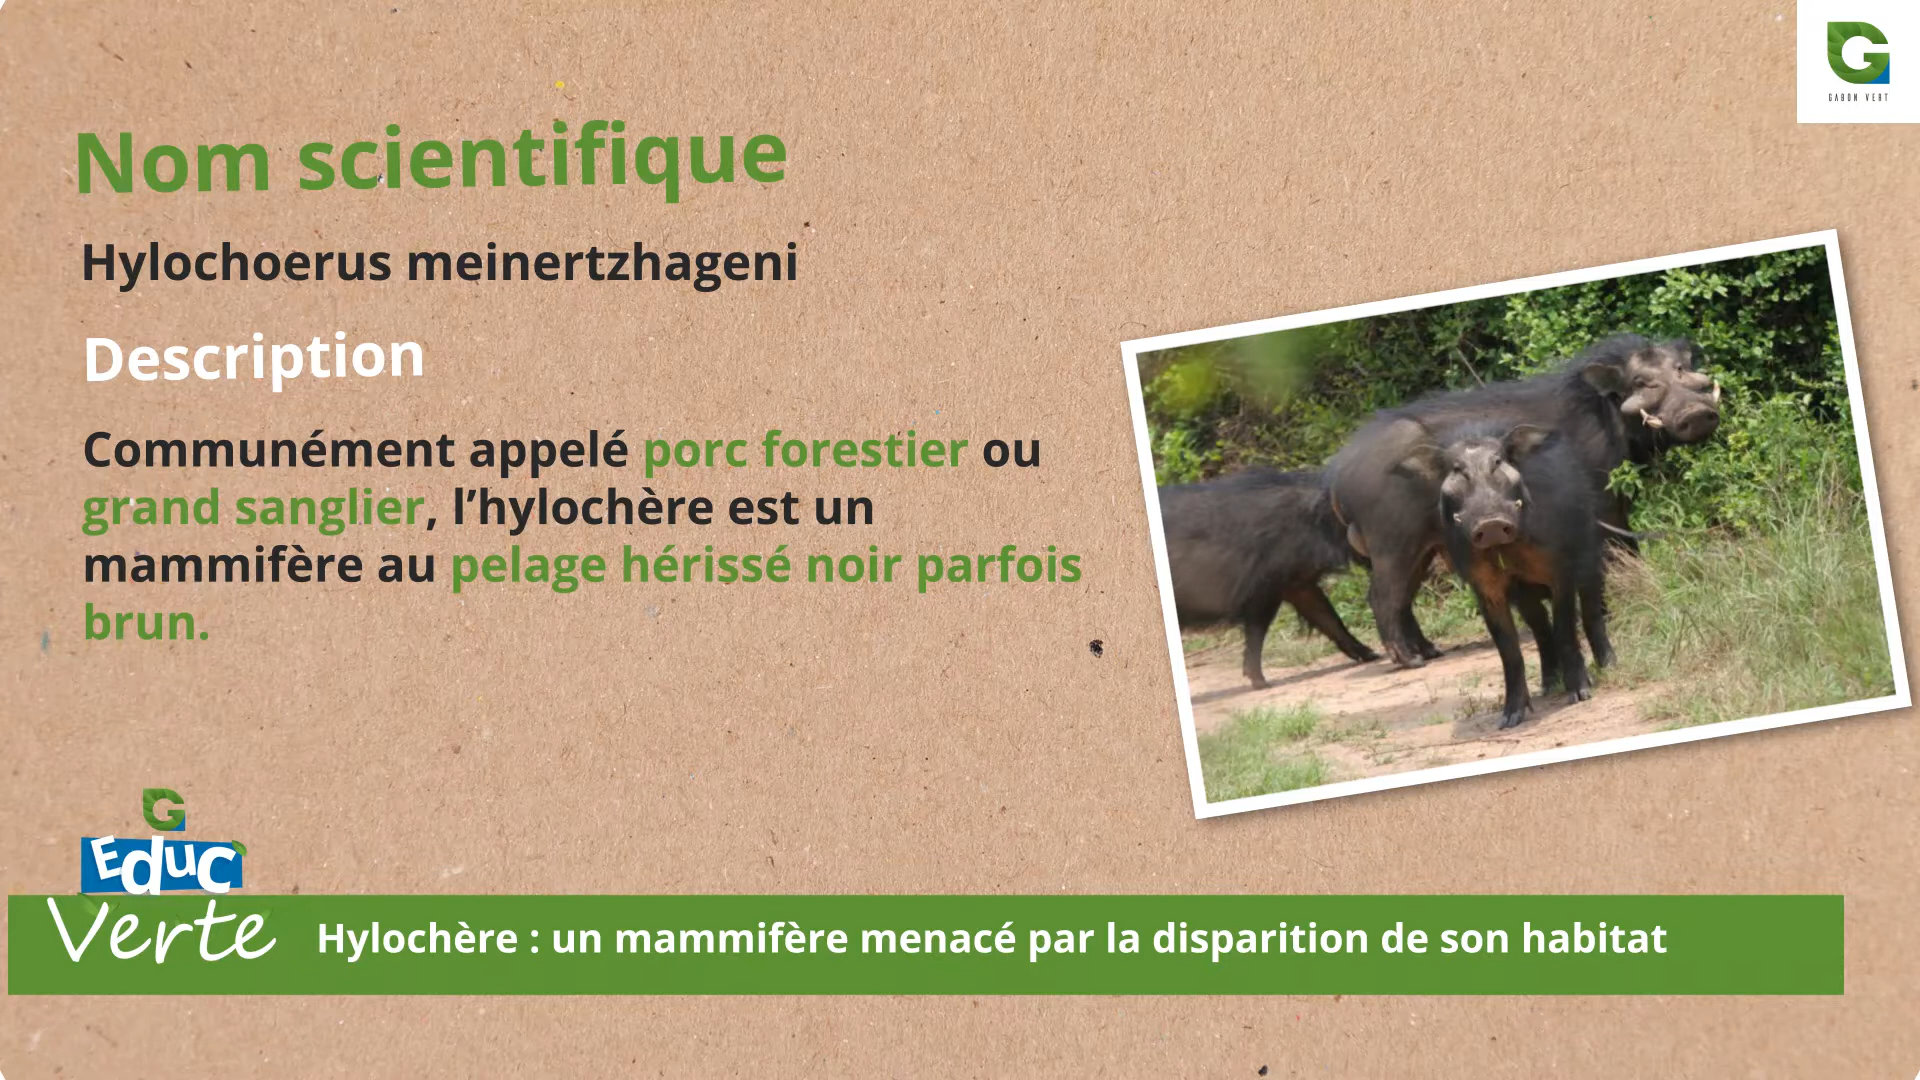 G
GABON VERT
Nom scientifique
Hylochoerus meinertzhageni
Description
Communément appelé porc forestier ou
grand sanglier, l’hylochère est un
mammifère au pelage hérissé noir parfois
brun.
G
Educ
Verte
Hylochère : un mammifère menacé par la disparition de son habitat